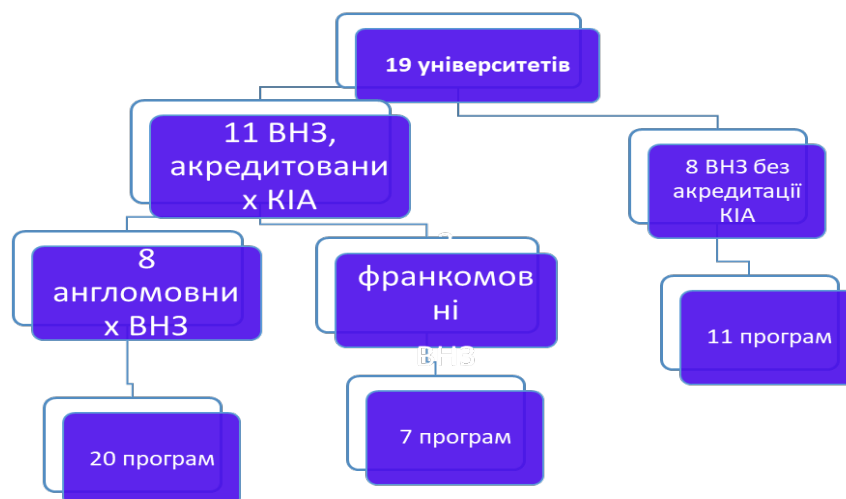 19 університетів
11 ВНЗ,
акредитовани
х КІА
8 ВНЗ без
акредитації
КІА
8
англомовни
х ВНЗ
франкомов
ні
ВНЗ
11 програм
20 програм
7 програм